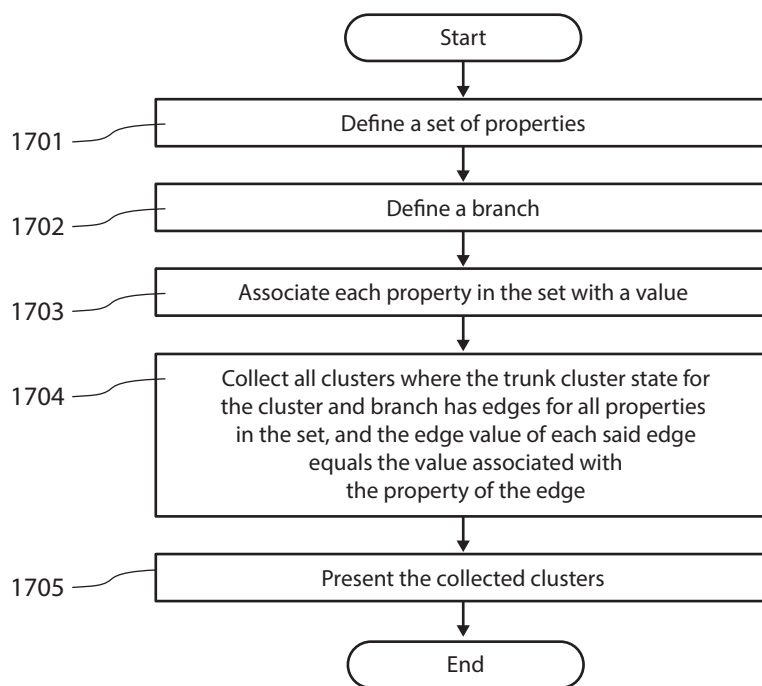 Start
1701
Define a set of properties
1702
Define a branch
1703
Associate each property in the set with a value
1704
Collect all clusters where the trunk cluster state for
the cluster and branch has edges for all properties
in the set, and the edge value of each said edge
equals the value associated with
the property of the edge
1705
Present the collected clusters
End